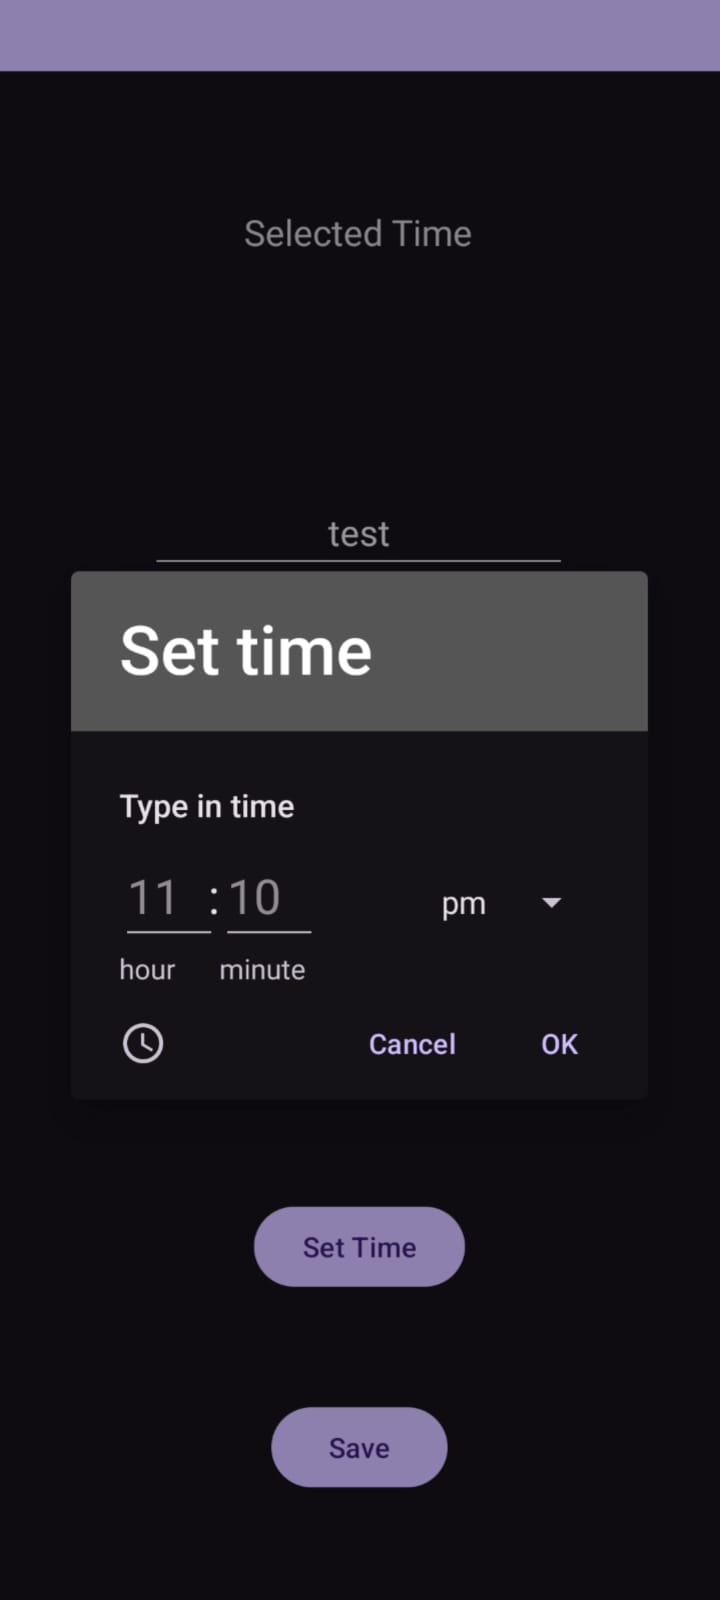 Selected Time
test
Set time
Type in time
11 : 10 pm
hour minute
Cancel OK
Set Time
Save